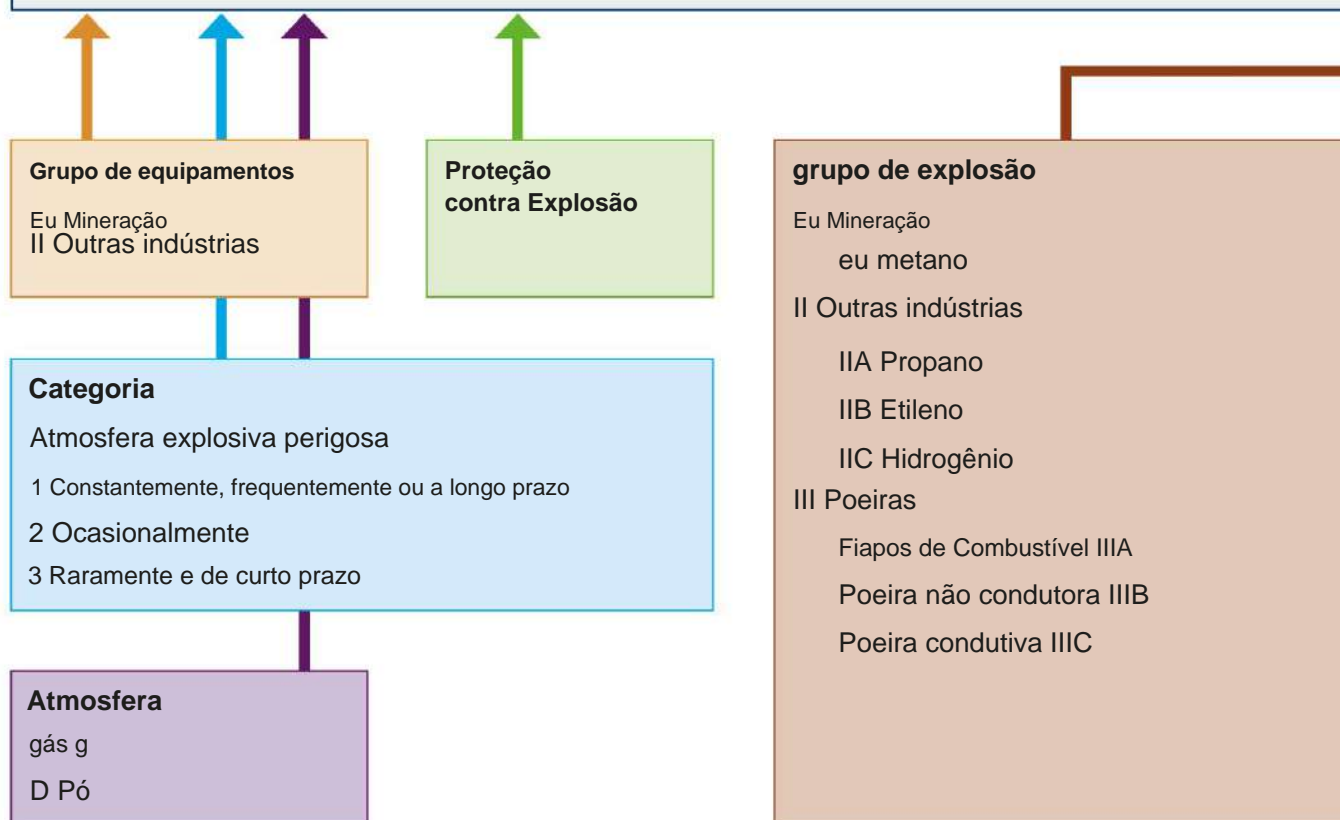 Grupo de equipamentos
Eu Mineração
II Outras indústrias
Proteção
contra Explosão
grupo de explosão
Eu Mineração
eu metano
II Outras indústrias
IIA Propano
IIB Etileno
IIC Hidrogênio
III Poeiras
Fiapos de Combustível IIIA
Poeira não condutora IIIB
Poeira condutiva IIIC
Categoria
Atmosfera explosiva perigosa
1 Constantemente, frequentemente ou a longo prazo
2 Ocasionalmente
3 Raramente e de curto prazo
Atmosfera
gás g
D Pó